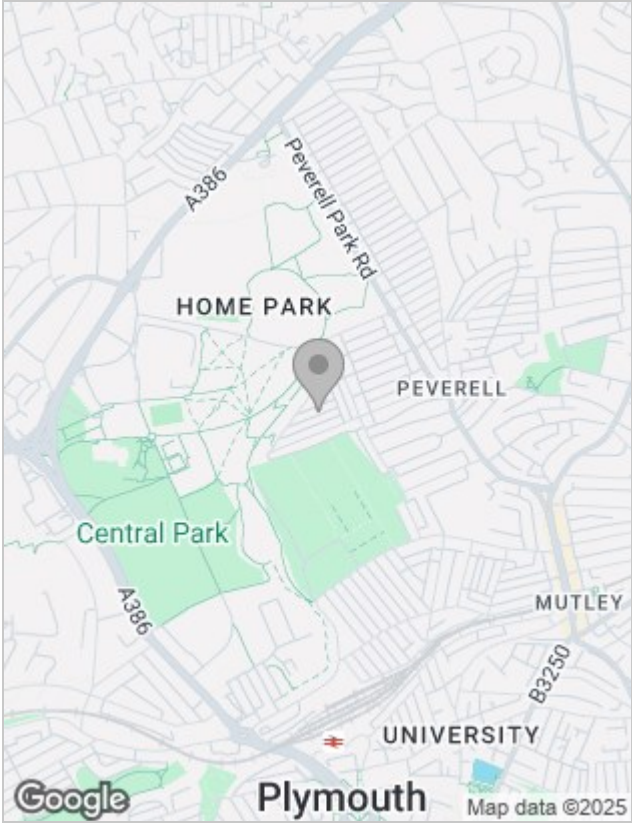 A386
Peverell Park Rd
HOME PARK
PEVERELL
Central Park
A386
MUTLEY
B3250
UNIVERSITY
Plymouth
Google
Map data ©2025